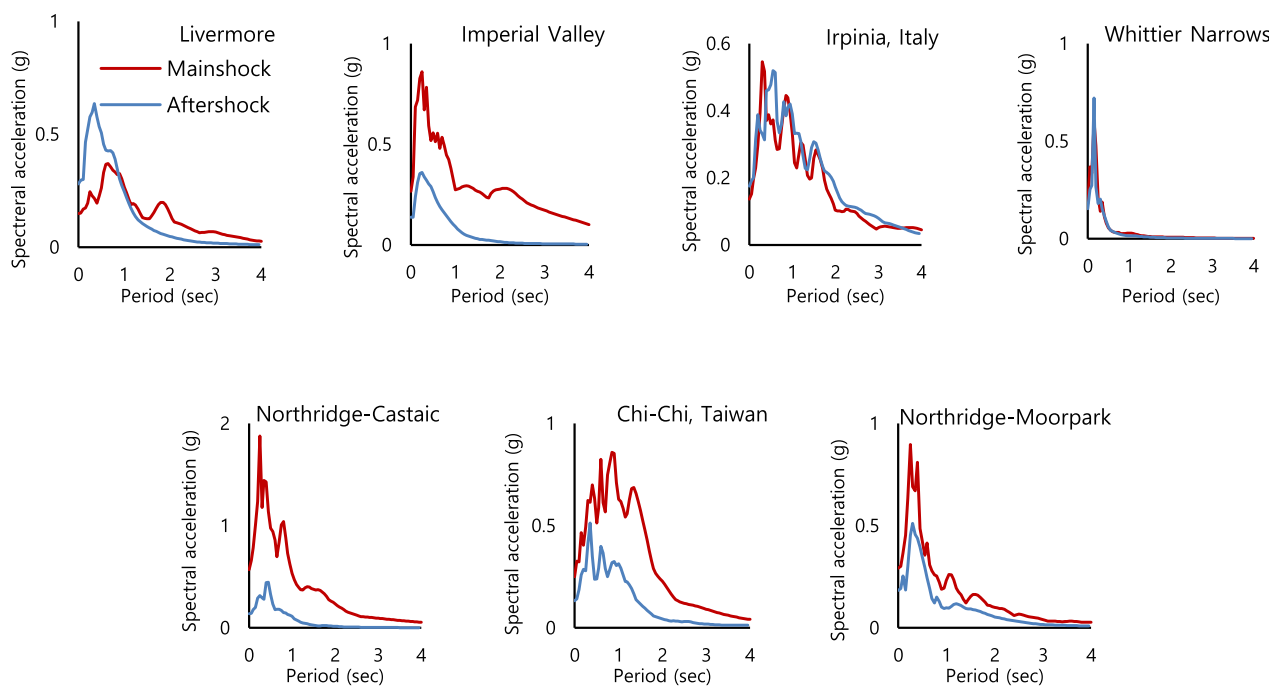 Livermore
Mainshock
Aftershock
Spectreral acceleration (g)
1
0.5
0
0 1 2 3 4
Period (sec)
Imperial Valley
Spectral acceleration (g)
1
0.5
0
0 1 2 3 4
Period (sec)
Irpinia, Italy
Spectral acceleration (g)
0.6
0.4
0.2
0
0 1 2 3 4
Period (sec)
Whittier Narrows
Spectral acceleration (g)
1
0.5
0
0 1 2 3 4
Period (sec)
Northridge-Castaic
Spectral acceleration (g)
2
1
0
0 1 2 3 4
Period (sec)
Chi-Chi, Taiwan
Spectral acceleration (g)
1
0.5
0
0 1 2 3 4
Period (sec)
Northridge-Moorpark
Spectral acceleration (g)
1
0.5
0
0 1 2 3 4
Period (sec)